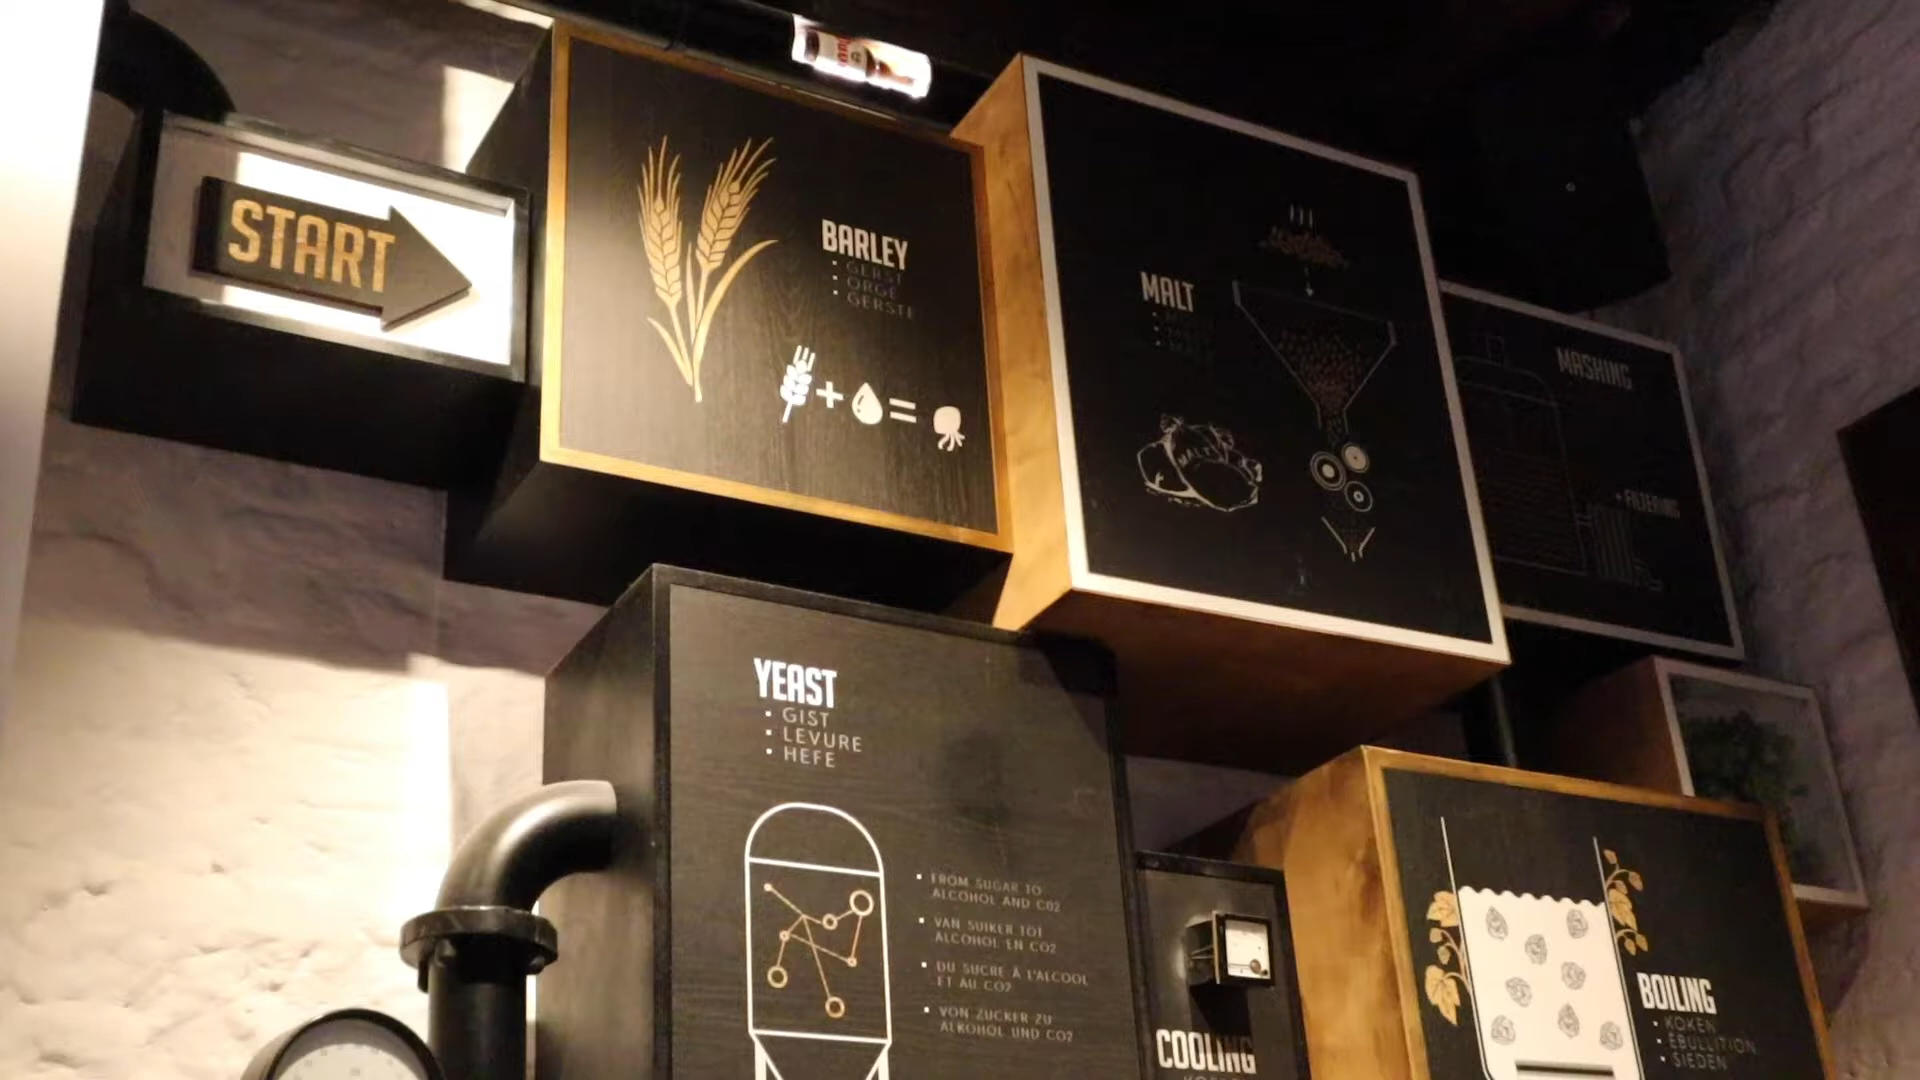 START
BARLEY
GERST
ORGE
GERSTE
MALT
MALT
MASHING
+ FILTERING
YEAST
GIST
LEVURE
HEFE
FROM SUGAR TO
ALCOHOL AND CO2
VAN SUIKER TOT
ALCOHOL EN CO2
DU SUCRE À L'ALCOOL
ET AU CO2
VON ZUCKER ZU
ALKOHOL UND CO2
COOLING
BOILING
KOKEN
ÉBULLITION
SIEDEN